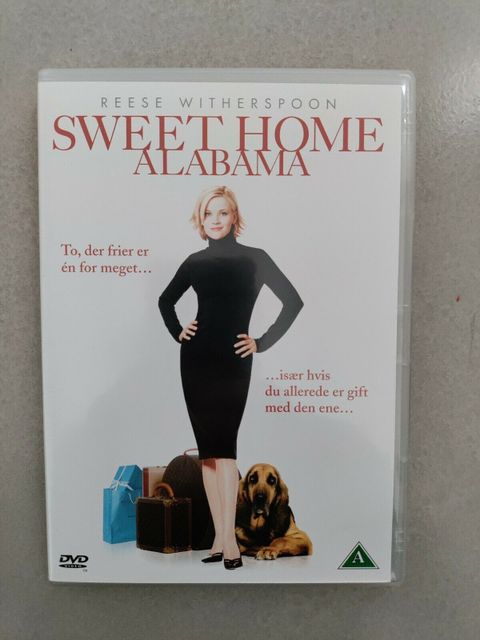 REESE WITHERSPOON
SWEET HOME
ALABAMA
To, der frier er
én for meget...
...især hvis
du allerede er gift
med den ene...
DVD
VIDEO
A